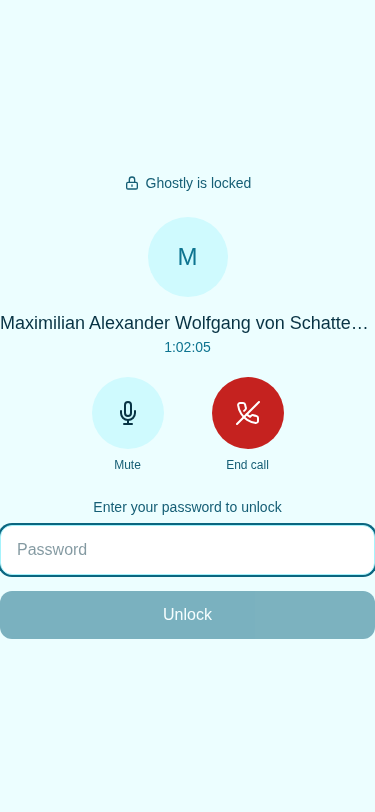 Ghostly is locked
M
Maximilian Alexander Wolfgang von Schatte…
1:02:05
Mute
End call
Enter your password to unlock
Password
Unlock